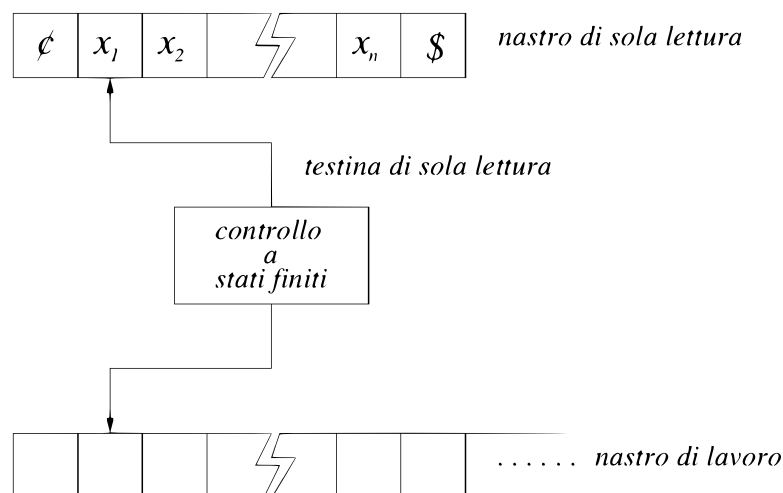 ¢ x₁ x₂ xₙ $ nastro di sola lettura
testina di sola lettura
controllo
a
stati finiti
...... nastro di lavoro